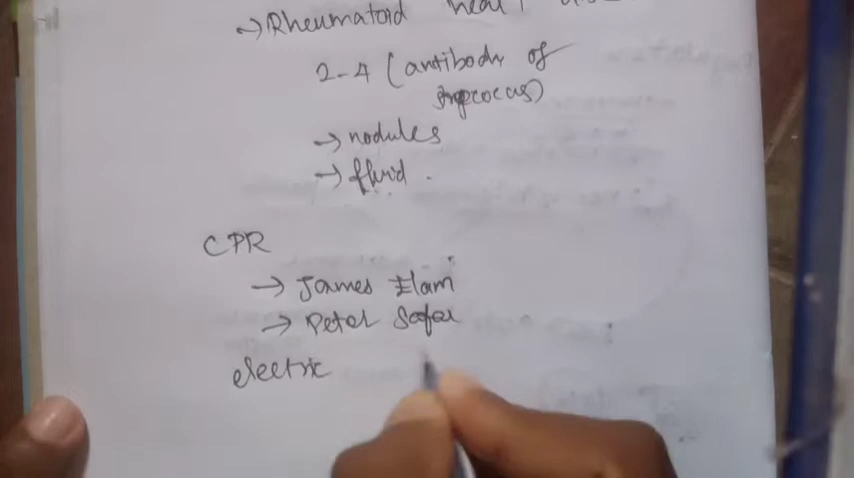 → Rheumatoid
2-4 (antibody of
→ nodules
→ fluid.
CPR
→ James Elam
→ Peter Safar
electric